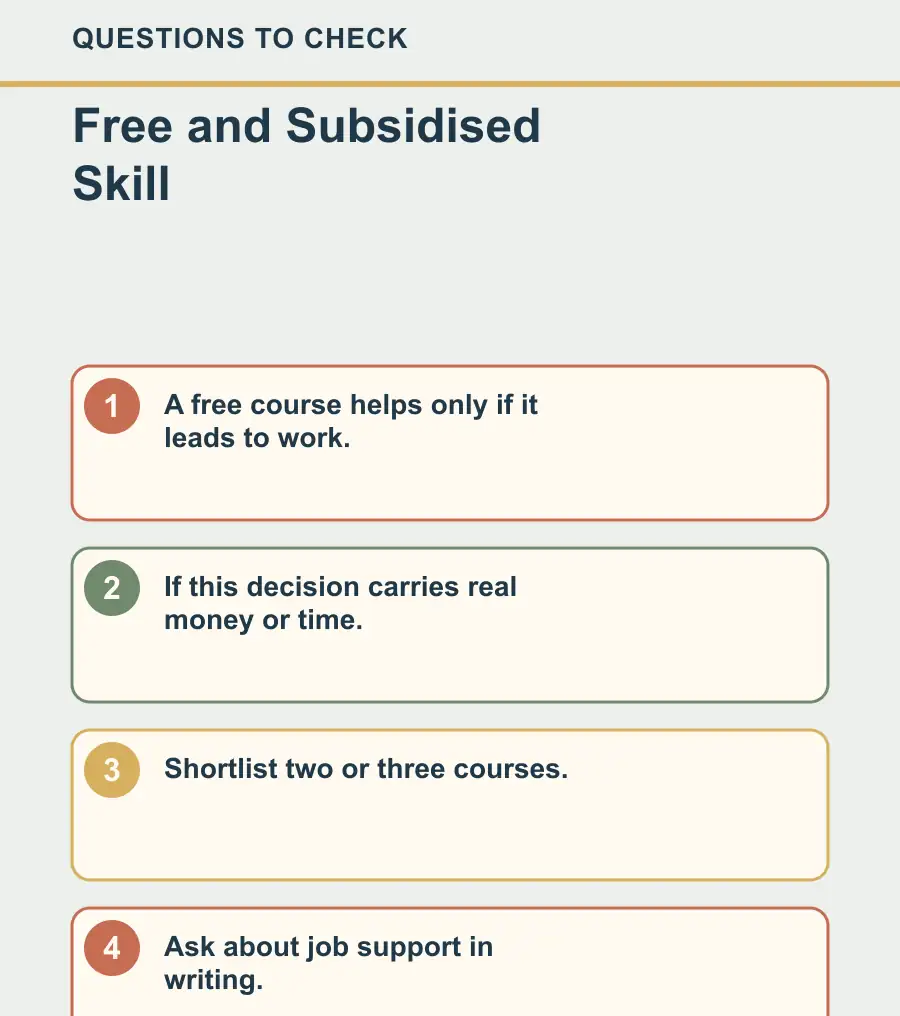 QUESTIONS TO CHECK
Free and Subsidised
Skill
1
A free course helps only if it
leads to work.
2
If this decision carries real
money or time.
3
Shortlist two or three courses.
4
Ask about job support in
writing.